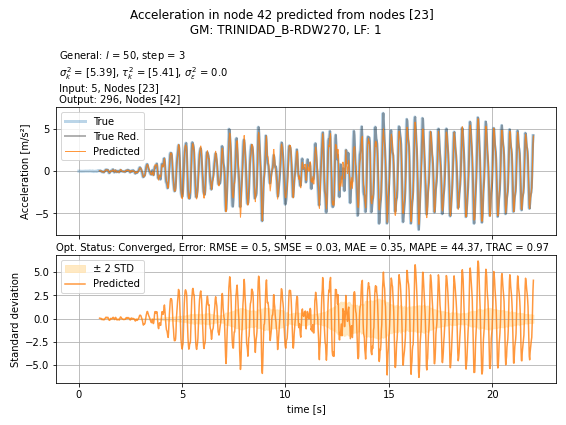 Acceleration in node 42 predicted from nodes [23]
GM: TRINIDAD_B-RDW270, LF: 1
General: l = 50, step = 3
σ²ₖ = [5.39], τ²ₖ = [5.41], σ²ε = 0.0
Input: 5, Nodes [23]
Output: 296, Nodes [42]
True
True Red.
Predicted
Acceleration [m/s²]
5
0
−5
Opt. Status: Converged, Error: RMSE = 0.5, SMSE = 0.03, MAE = 0.35, MAPE = 44.37, TRAC = 0.97
± 2 STD
Predicted
Standard deviation
5.0
2.5
0.0
−2.5
−5.0
0 5 10 15 20
time [s]